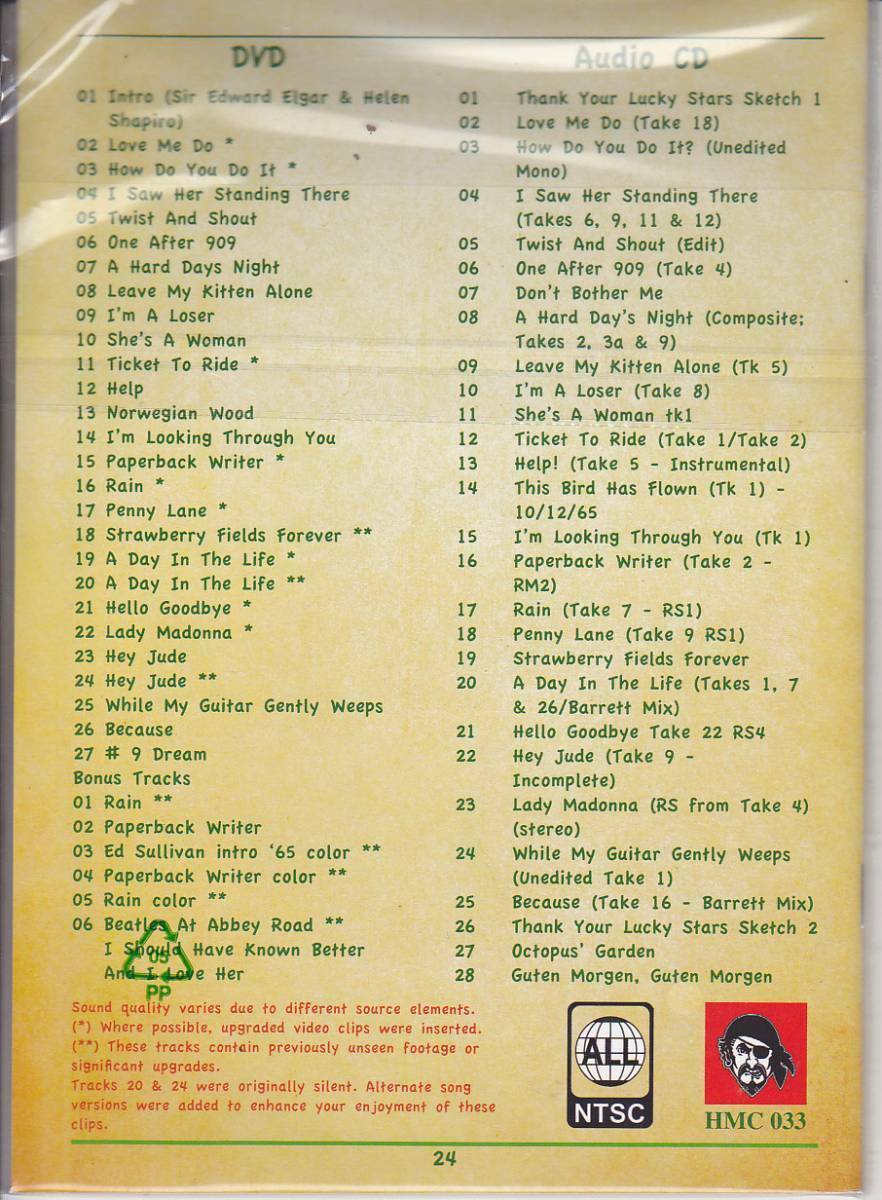 DVD
01 Intro (Sir Edward Elgar & Helen
Shapiro)
02 Love Me Do *
03 How Do You Do It *
04 I Saw Her Standing There
05 Twist And Shout
06 One After 909
07 A Hard Days Night
08 Leave My Kitten Alone
09 I'm A Loser
10 She's A Woman
11 Ticket To Ride *
12 Help
13 Norwegian Wood
14 I'm Looking Through You
15 Paperback Writer *
16 Rain *
17 Penny Lane *
18 Strawberry Fields Forever **
19 A Day In The Life *
20 A Day In The Life **
21 Hello Goodbye *
22 Lady Madonna *
23 Hey Jude
24 Hey Jude **
25 While My Guitar Gently Weeps
26 Because
27 # 9 Dream
Bonus Tracks
01 Rain **
02 Paperback Writer
03 Ed Sullivan intro '65 color **
04 Paperback Writer color **
05 Rain color **
06 Beatles At Abbey Road **
I Should Have Known Better
And I Love Her
05
PP
Audio CD
01 Thank Your Lucky Stars Sketch 1
02 Love Me Do (Take 18)
03 How Do You Do It? (Unedited
Mono)
04 I Saw Her Standing There
(Takes 6, 9, 11 & 12)
05 Twist And Shout (Edit)
06 One After 909 (Take 4)
07 Don't Bother Me
08 A Hard Day's Night (Composite;
Takes 2, 3a & 9)
09 Leave My Kitten Alone (Tk 5)
10 I'm A Loser (Take 8)
11 She's A Woman tk1
12 Ticket To Ride (Take 1/Take 2)
13 Help! (Take 5 - Instrumental)
14 This Bird Has Flown (Tk 1) -
10/12/65
15 I'm Looking Through You (Tk 1)
16 Paperback Writer (Take 2 -
RM2)
17 Rain (Take 7 - RS1)
18 Penny Lane (Take 9 RS1)
19 Strawberry Fields Forever
20 A Day In The Life (Takes 1, 7
& 26/Barrett Mix)
21 Hello Goodbye Take 22 RS4
22 Hey Jude (Take 9 -
Incomplete)
23 Lady Madonna (RS from Take 4)
(stereo)
24 While My Guitar Gently Weeps
(Unedited Take 1)
25 Because (Take 16 - Barrett Mix)
26 Thank Your Lucky Stars Sketch 2
27 Octopus' Garden
28 Guten Morgen, Guten Morgen
Sound quality varies due to different source elements.
(*) Where possible, upgraded video clips were inserted.
(**) These tracks contain previously unseen footage or
significant upgrades.
Tracks 20 & 24 were originally silent. Alternate song
versions were added to enhance your enjoyment of these
clips.
ALL
NTSC
HMC 033
24